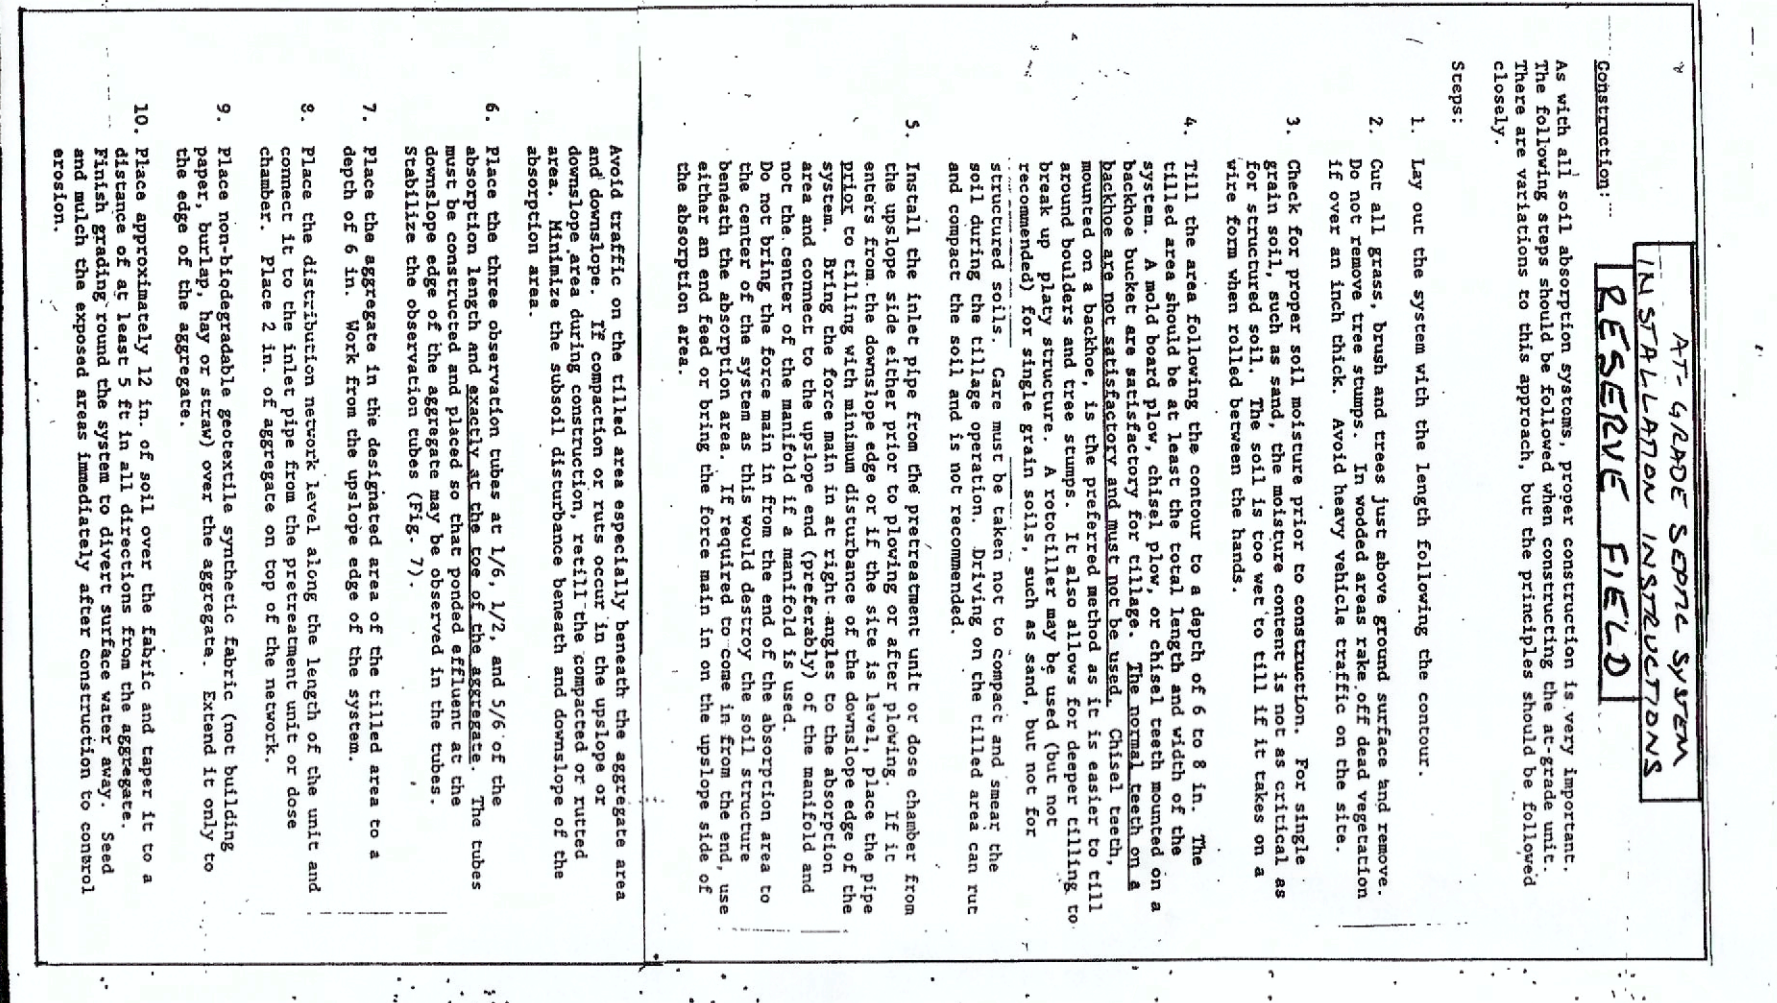 AT-GRADE SEPTIC SYSTEM
INSTALLATION INSTRUCTIONS
RESERVE FIELD
Construction:
As with all soil absorption systoms, proper construction is very important.
The following steps should be followed when constructing the at-grade unit.
There are variations to this approach, but the principles should be followed
closely.
Steps:
1. Lay out the system with the length following the contour.
2. Cut all grass, brush and trees just above ground surface and remove.
Do not remove tree stumps. In wodded areas rake off dead vegetation
if over an inch thick. Avoid heavy vehicle traffic on the site.
3. Check for proper soil moisture prior to construction. For single
grain soil, such as sand, the moisture content is not as critical, as
for structured soil. The soil is too wet to till if it takes on a
wire form when rolled between the hands.
4. Till the area following the contour to a depth of 6 to 8 in. The
tilled area should be at least the total length and width of the
system. A mold board plow, chisel plow, or chisel teeth mounted on a
backhoe bucket are satisfactory for tillage. The normal teeth on a
backhoe are not satisfactory and must not be used. Chisel teeth,
mounted on a backhoe, is the preferred method as it is easier to till
around boulders and tree stumps. It also allows for deeper tilling to
break up platy structure. A rototiller may be used (but not
recommended) for single grain soils, such as sand, but not for
structured soils. Care must be taken not to compact and smear the
soil during the tillage operation. Driving on the tilled area can rut
and compact the soil and is not recommended.
5. Install the inlet pipe from the pretreatment unit or dose chamber from
the upslope side either prior to plowing or after plowing. If it
enters from the downslope edge or if the site is level, place the pipe
prior to tilling with minimum disturbance of the downslope edge of the
system. Bring the force main in at right angles to the absorption
area and connect to the upslope end (preferably) of the manifold and
not the center of the manifold if a manifold is used.
Do not bring the force main in from the end of the absorption area to
the center of the system as this would destroy the soil structure
beneath the absorption area. If required to come in from the end, use
either an end feed or bring the force main in on the upslope side of
the absorption area.
Avoid traffic on the tilled area especially beneath the aggregate area
and downslope. If compaction or ruts occur in the upslope or
downslope area during construction, retill the compacted or rutted
area. Minimize the subsoil disturbance beneath and downslope of the
absorption area.
6. Place the three observation tubes at 1/6, 1/2, and 5/6 of the
absorption length and exactly at the toe of the aggregate. The tubes
must be constructed and placed so that ponded effluent at the
downslope edge of the aggregate may be observed in the tubes.
Stabilize the observation tubes (Fig. 7).
7. Place the aggregate in the designated area of the tilled area to a
depth of 6 in. Work from the upslope edge of the system.
8. Place the distribution network level along the length of the unit and
connect it to the inlet pipe from the pretreatment unit or dose
chamber. Place 2 in. of aggregate on top of the network.
9. Place non-biodegradable geotextile synthetic fabric (not building
paper, burlap, hay or straw) over the aggregate. Extend it only to
the edge of the aggregate.
10. Place approximately 12 in. of soil over the fabric and taper it to a
distance of at least 5 ft in all directions from the aggregate.
Finish grading round the system to divert surface water away. Seed
and mulch the exposed areas immediately after construction to control
erosion.